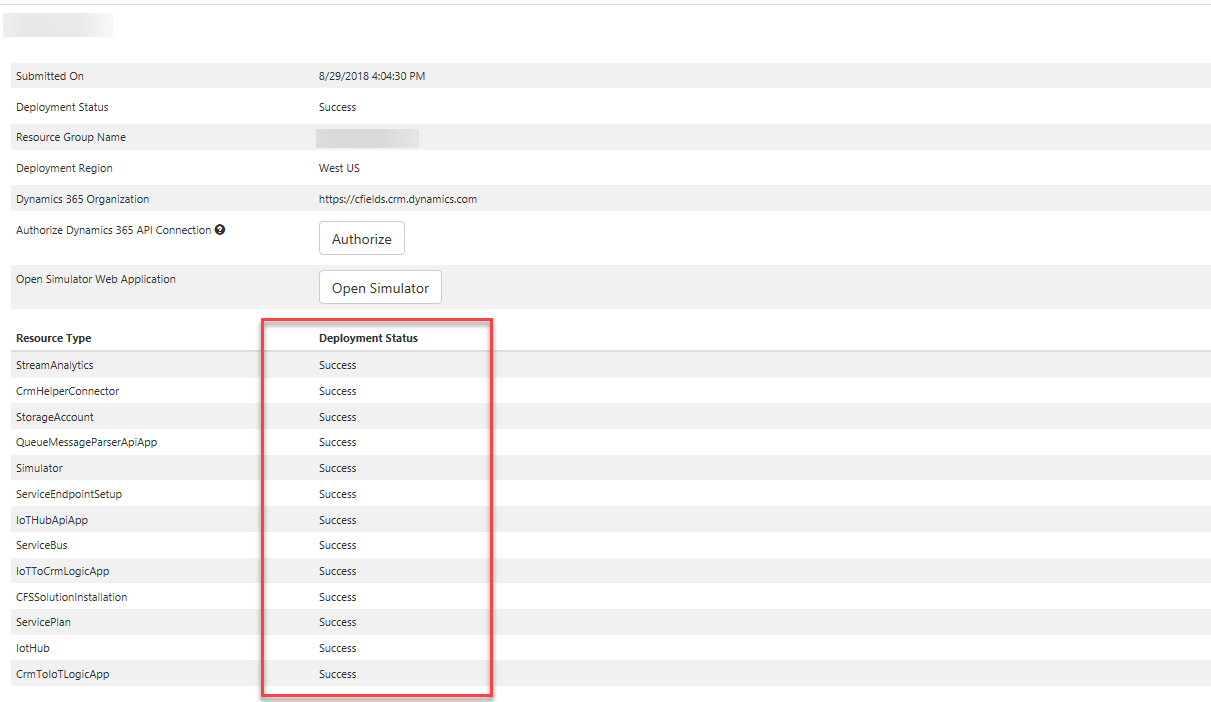 Submitted On 8/29/2018 4:04:30 PM
Deployment Status Success
Resource Group Name
Deployment Region West US
Dynamics 365 Organization https://cfields.crm.dynamics.com
Authorize Dynamics 365 API Connection ?
Authorize
Open Simulator Web Application
Open Simulator
Resource Type Deployment Status
StreamAnalytics Success
CrmHelperConnector Success
StorageAccount Success
QueueMessageParserApiApp Success
Simulator Success
ServiceEndpointSetup Success
IoTHubApiApp Success
ServiceBus Success
IoTToCrmLogicApp Success
CFSSolutionInstallation Success
ServicePlan Success
IotHub Success
CrmToIoTLogicApp Success